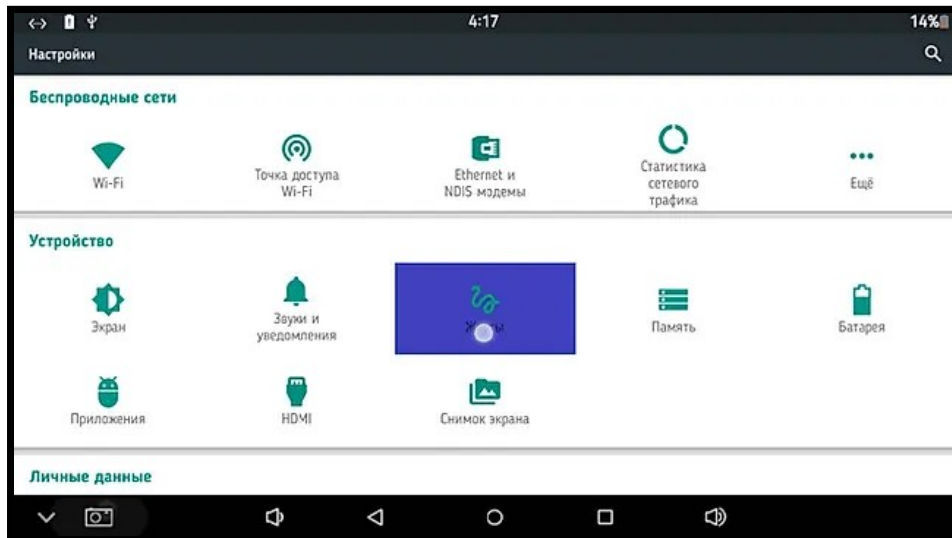 4:17
14%
Настройки
Беспроводные сети
Wi-Fi
Точка доступа
Wi-Fi
Ethernet и
NDIS модемы
Статистика
сетевого
трафика
Ещё
Устройство
Экран
Звуки и
уведомления
Память
Батарея
Приложения
HDMI
Снимок экрана
Личные данные